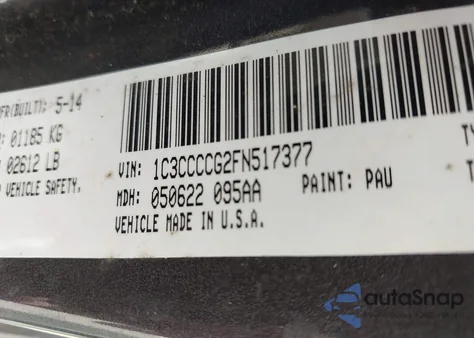 MFR(BUILT): 5-14
: 01185 KG
02612 LB
VEHICLE SAFETY.
VIN: 1C3CCCCG2FN517377
MDH: 050622 095AA PAINT: PAU
VEHICLE MADE IN U.S.A.
autoSnap